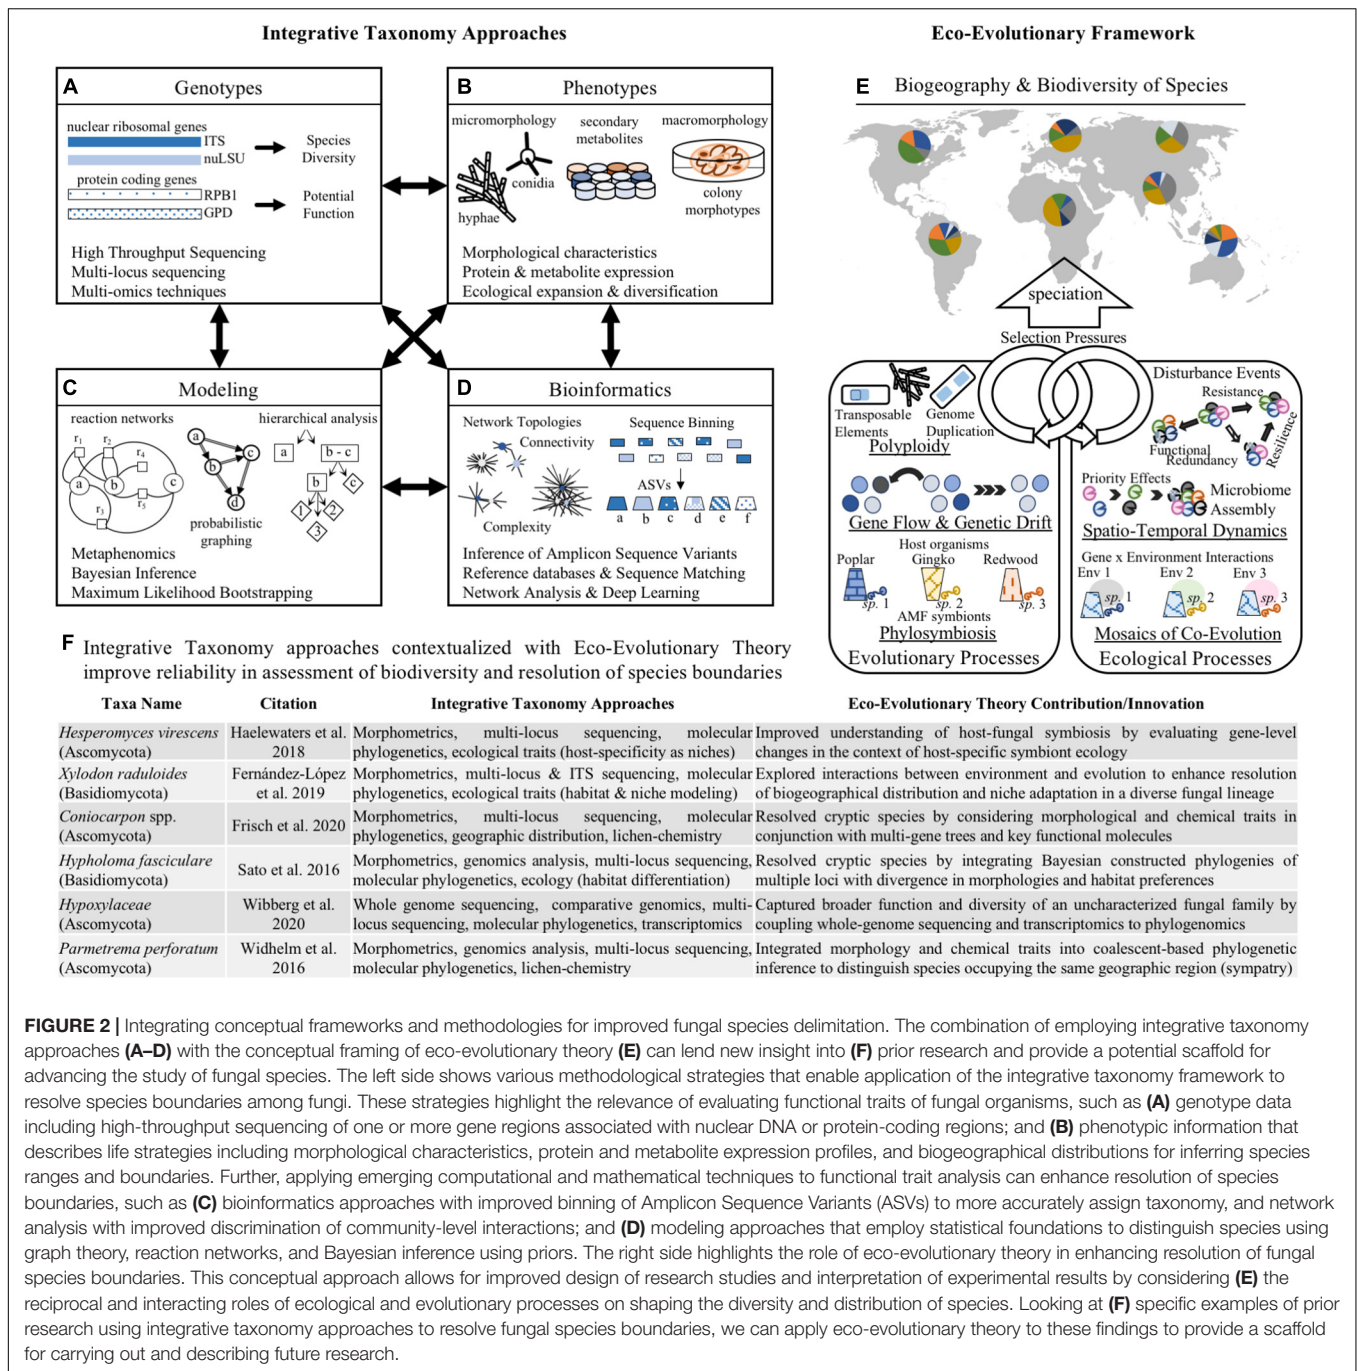 Integrative Taxonomy Approaches
Eco-Evolutionary Framework
A
Genotypes
nuclear ribosomal genes
ITS
nuLSU
Species
Diversity
protein coding genes
RPB1
GPD
Potential
Function
High Throughput Sequencing
Multi-locus sequencing
Multi-omics techniques
B
Phenotypes
micromorphology
secondary
metabolites
macromorphology
conidia
hyphae
colony
morphotypes
Morphological characteristics
Protein & metabolite expression
Ecological expansion & diversification
C
Modeling
reaction networks
hierarchical analysis
r1
r2
r4
r5
r3
a
b
c
a
b
c
d
probabilistic
graphing
a
b - c
b
c
1
2
3
Metaphenomics
Bayesian Inference
Maximum Likelihood Bootstrapping
D
Bioinformatics
Network Topologies
Connectivity
Complexity
Sequence Binning
ASVs
a b c d e f
Inference of Amplicon Sequence Variants
Reference databases & Sequence Matching
Network Analysis & Deep Learning
E
Biogeography & Biodiversity of Species
speciation
Selection Pressures
Transposable
Elements
Genome
Duplication
Polyploidy
Gene Flow & Genetic Drift
Host organisms
Poplar
Gingko
Redwood
sp. 1
sp. 2
sp. 3
AMF symbionts
Phylosymbiosis
Evolutionary Processes
Disturbance Events
Resistance
Resilience
Functional
Redundancy
Priority Effects
Microbiome
Assembly
Spatio-Temporal Dynamics
Gene x Environment Interactions
Env 1
Env 2
Env 3
sp. 1
sp. 2
sp. 3
Mosaics of Co-Evolution
Ecological Processes
F Integrative Taxonomy approaches contextualized with Eco-Evolutionary Theory
improve reliability in assessment of biodiversity and resolution of species boundaries
Taxa Name Citation Integrative Taxonomy Approaches Eco-Evolutionary Theory Contribution/Innovation
Hesperomyces virescens Haelewaters et al. Morphometrics, multi-locus sequencing, molecular Improved understanding of host-fungal symbiosis by evaluating gene-level
(Ascomycota) 2018 phylogenetics, ecological traits (host-specificity as niches) changes in the context of host-specific symbiont ecology
Xylodon raduloides Fernández-López Morphometrics, multi-locus & ITS sequencing, molecular Explored interactions between environment and evolution to enhance resolution
(Basidiomycota) et al. 2019 phylogenetics, ecological traits (habitat & niche modeling) of biogeographical distribution and niche adaptation in a diverse fungal lineage
Coniocarpon spp. Frisch et al. 2020 Morphometrics, multi-locus sequencing, molecular Resolved cryptic species by considering morphological and chemical traits in
(Ascomycota) phylogenetics, geographic distribution, lichen-chemistry conjunction with multi-gene trees and key functional molecules
Hypholoma fasciculare Sato et al. 2016 Morphometrics, genomics analysis, multi-locus sequencing, Resolved cryptic species by integrating Bayesian constructed phylogenies of
(Basidiomycota) molecular phylogenetics, ecology (habitat differentiation) multiple loci with divergence in morphologies and habitat preferences
Hypoxylaceae Wibberg et al. Whole genome sequencing, comparative genomics, multi- Captured broader function and diversity of an uncharacterized fungal family by
(Ascomycota) 2020 locus sequencing, molecular phylogenetics, transcriptomics coupling whole-genome sequencing and transcriptomics to phylogenomics
Parmetrema perforatum Widhelm et al. Morphometrics, genomics analysis, multi-locus sequencing, Integrated morphology and chemical traits into coalescent-based phylogenetic
(Ascomycota) 2016 molecular phylogenetics, lichen-chemistry inference to distinguish species occupying the same geographic region (sympatry)
FIGURE 2 | Integrating conceptual frameworks and methodologies for improved fungal species delimitation. The combination of employing integrative taxonomy
approaches (A–D) with the conceptual framing of eco-evolutionary theory (E) can lend new insight into (F) prior research and provide a potential scaffold for
advancing the study of fungal species. The left side shows various methodological strategies that enable application of the integrative taxonomy framework to
resolve species boundaries among fungi. These strategies highlight the relevance of evaluating functional traits of fungal organisms, such as (A) genotype data
including high-throughput sequencing of one or more gene regions associated with nuclear DNA or protein-coding regions; and (B) phenotypic information that
describes life strategies including morphological characteristics, protein and metabolite expression profiles, and biogeographical distributions for inferring species
ranges and boundaries. Further, applying emerging computational and mathematical techniques to functional trait analysis can enhance resolution of species
boundaries, such as (C) bioinformatics approaches with improved binning of Amplicon Sequence Variants (ASVs) to more accurately assign taxonomy, and network
analysis with improved discrimination of community-level interactions; and (D) modeling approaches that employ statistical foundations to distinguish species using
graph theory, reaction networks, and Bayesian inference using priors. The right side highlights the role of eco-evolutionary theory in enhancing resolution of fungal
species boundaries. This conceptual approach allows for improved design of research studies and interpretation of experimental results by considering (E) the
reciprocal and interacting roles of ecological and evolutionary processes on shaping the diversity and distribution of species. Looking at (F) specific examples of prior
research using integrative taxonomy approaches to resolve fungal species boundaries, we can apply eco-evolutionary theory to these findings to provide a scaffold
for carrying out and describing future research.